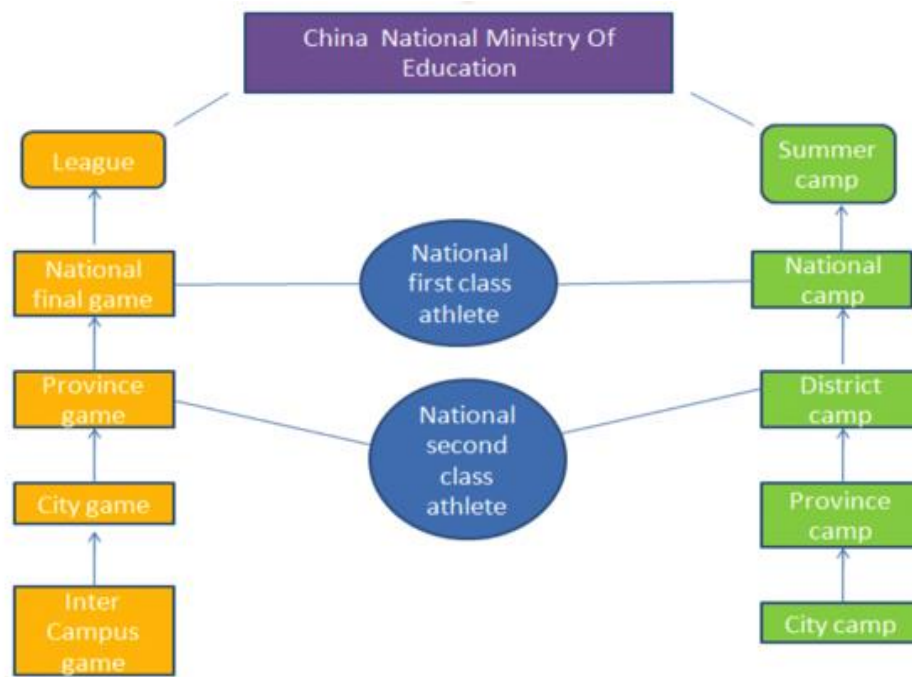 China National Ministry Of
Education
League
Summer
camp
National
final game
National
first class
athlete
National
camp
Province
game
National
second
class
athlete
District
camp
City game
Province
camp
Inter
Campus
game
City camp